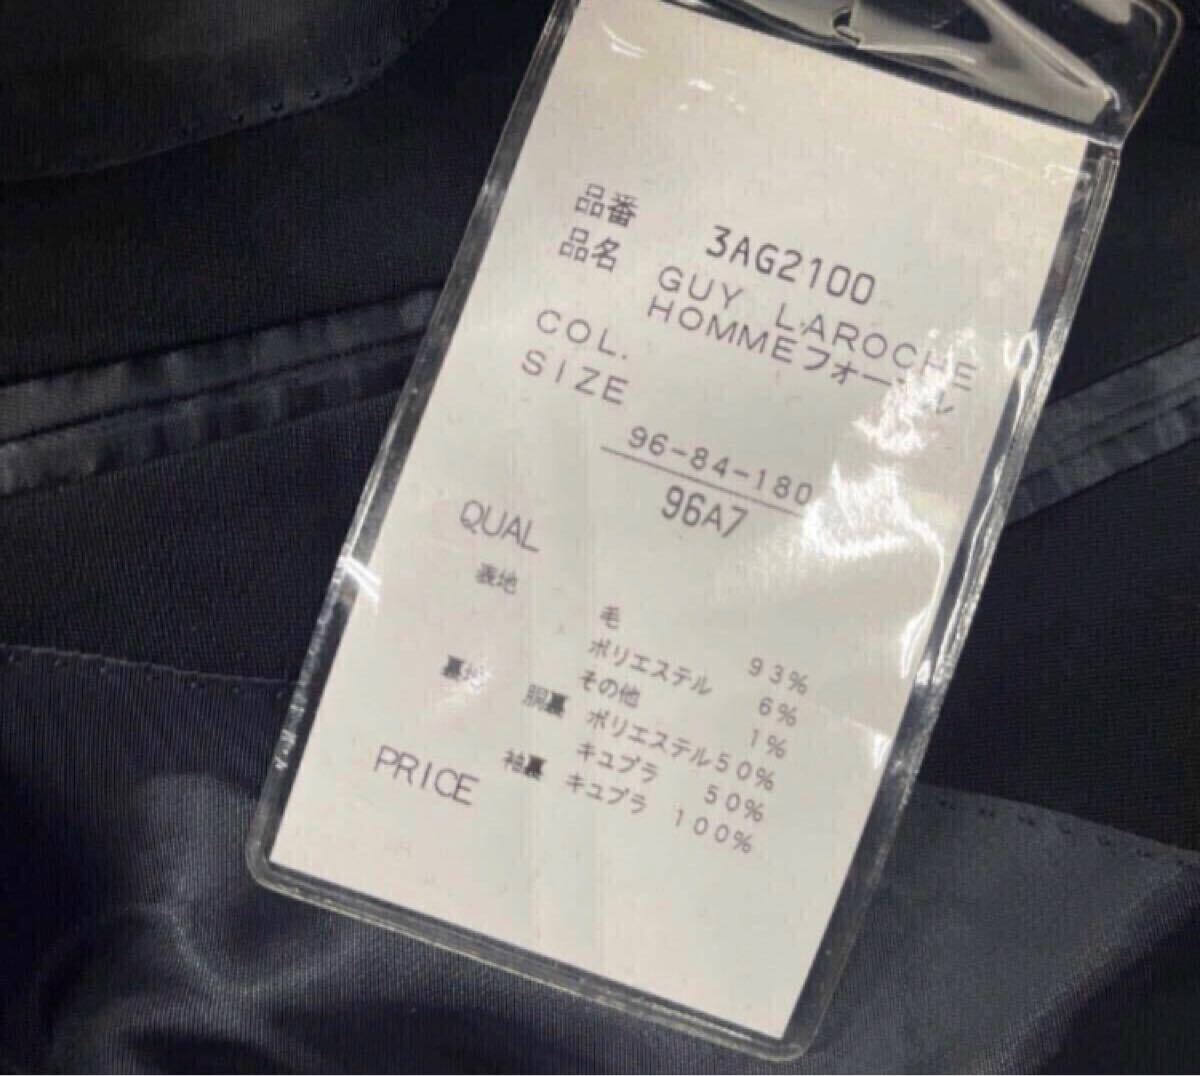 品番 3AG2100
品名 GUY LAROCHE
HOMMEフォーマル
COL.
SIZE
96-84-180
96A7
QUAL
表地
毛 93%
ポリエステル 6%
その他 1%
裏地 胴裏 ポリエステル50%
キュプラ 50%
袖裏 キュプラ 100%
PRICE